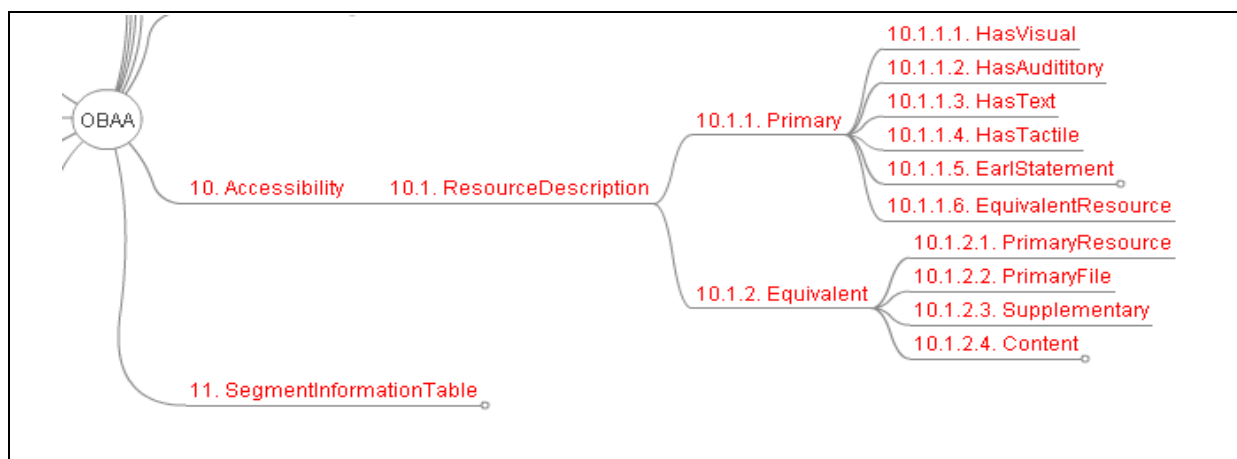 OBAA
10. Accessibility
10.1. ResourceDescription
10.1.1. Primary
10.1.1.1. HasVisual
10.1.1.2. HasAudititory
10.1.1.3. HasText
10.1.1.4. HasTactile
10.1.1.5. EarlStatement
10.1.1.6. EquivalentResource
10.1.2. Equivalent
10.1.2.1. PrimaryResource
10.1.2.2. PrimaryFile
10.1.2.3. Supplementary
10.1.2.4. Content
11. SegmentInformationTable